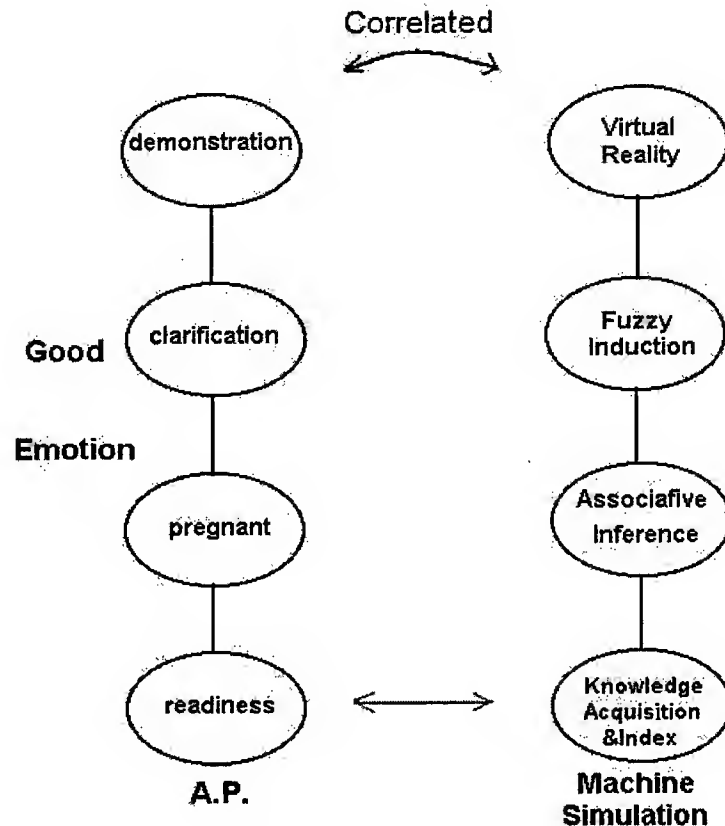 Correlated
demonstration
Virtual
Reality
Good
clarification
Fuzzy
Induction
Emotion
pregnant
Associafive
Inference
readiness
Knowledge
Acquisition
&Index
A.P.
Machine
Simulation